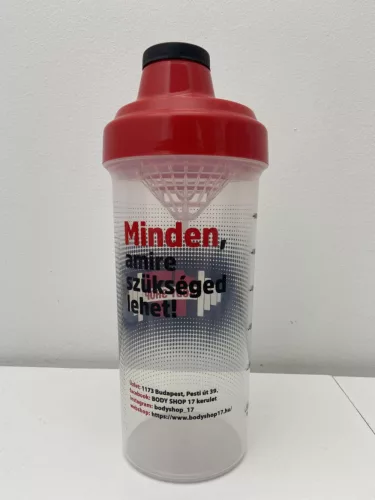 Minden,
amire
szükséged
lehet!
üzlet: 1173 Budapest, Pesti út 39.
facebook: BODY SHOP 17 kerület
instagram: bodyshop_17
webshop: https://www.bodyshop17.hu/